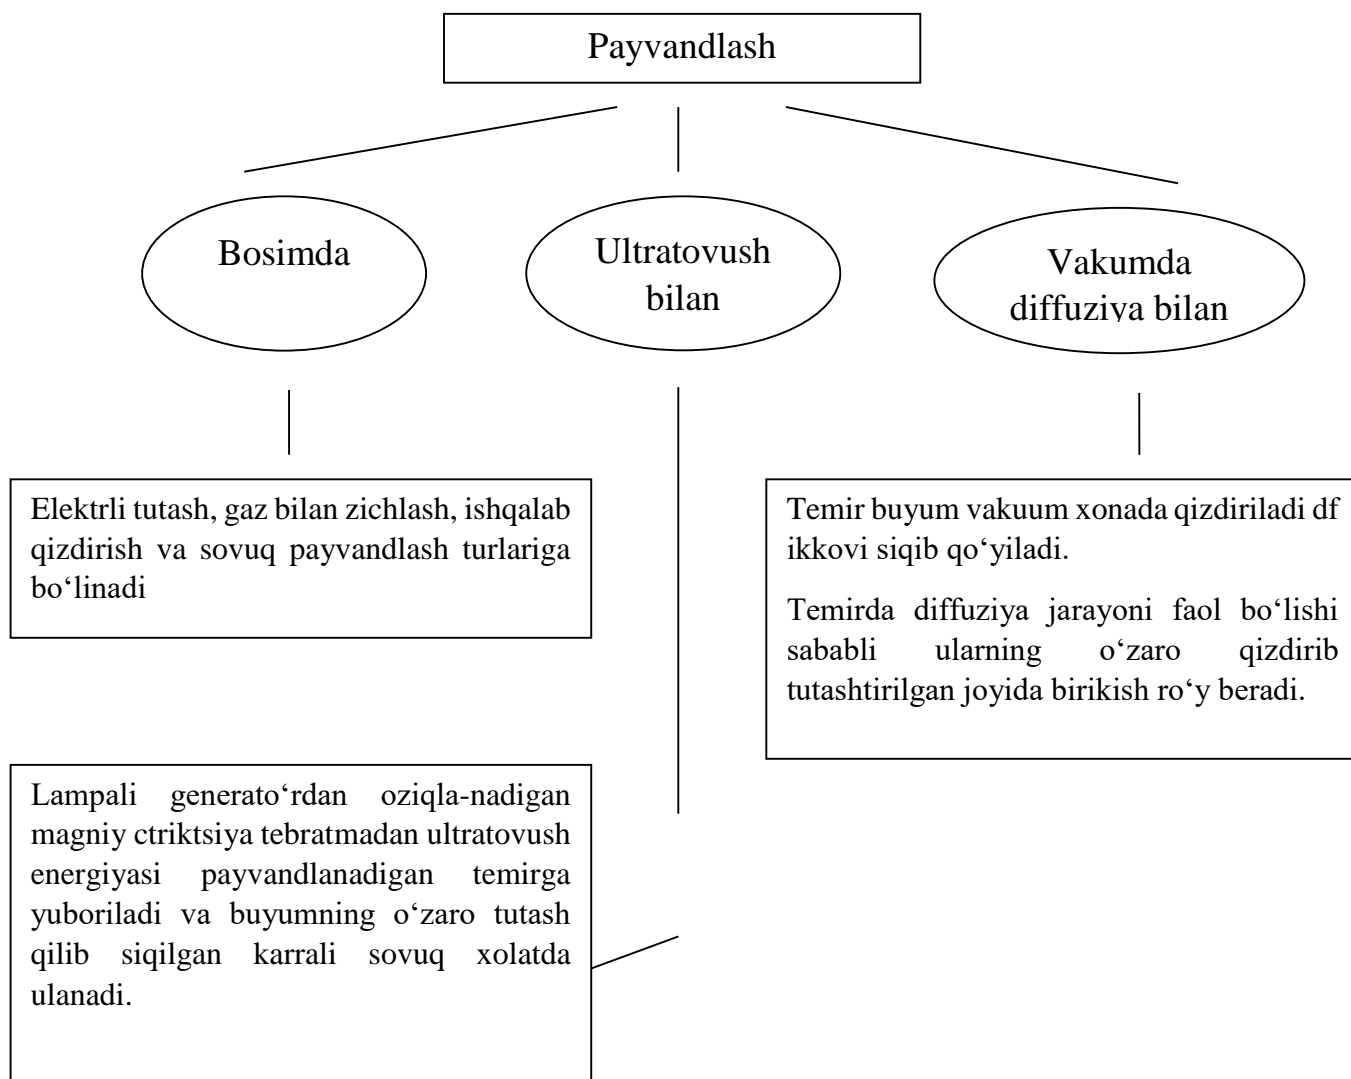 Payvandlash
Bosimda
Ultratovush
bilan
Vakumda
diffuziya bilan
Elektrli tutash, gaz bilan zichlash, ishqalab
qizdirish va sovuq payvandlash turlariga
bo‘linadi
Temir buyum vakuum xonada qizdiriladi df
ikkovi siqib qo‘yiladi.
Temirda diffuziya jarayoni faol bo‘lishi
sababli ularning o‘zaro qizdirib
tutashtirilgan joyida birikish ro‘y beradi.
Lampali generato‘rdan oziqla-nadigan
magniy ctriktsiya tebratmadan ultratovush
energiyasi payvandlanadigan temirga
yuboriladi va buyumning o‘zaro tutash
qilib siqilgan karrali sovuq xolatda
ulanadi.